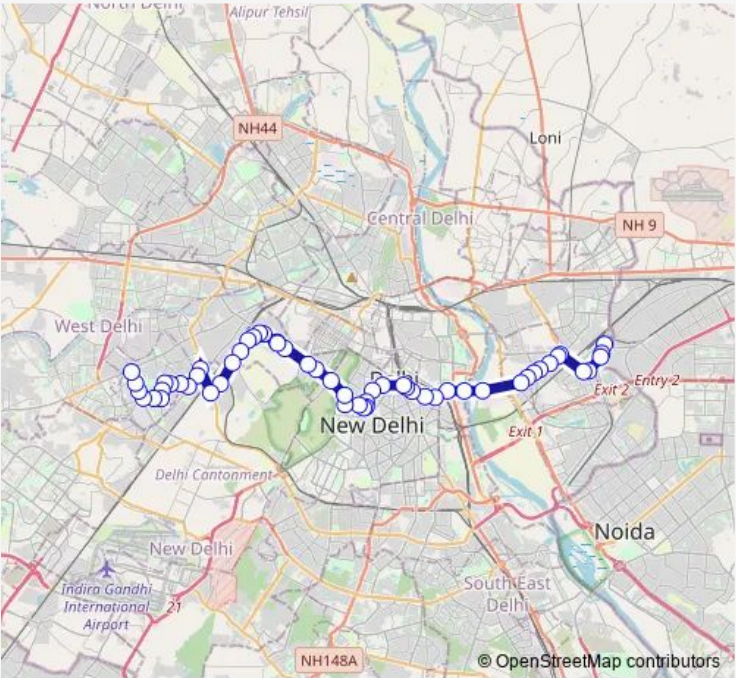 North Delhi
Alipur Tehsil
NH44
Loni
Central Delhi
NH 9
West Delhi
Delhi
Exit 2
Entry 2
New Delhi
Exit 1
Delhi Cantonment
New Delhi
Noida
Indira Gandhi
International
Airport
21
South East
Delhi
NH148A
© OpenStreetMap contributors